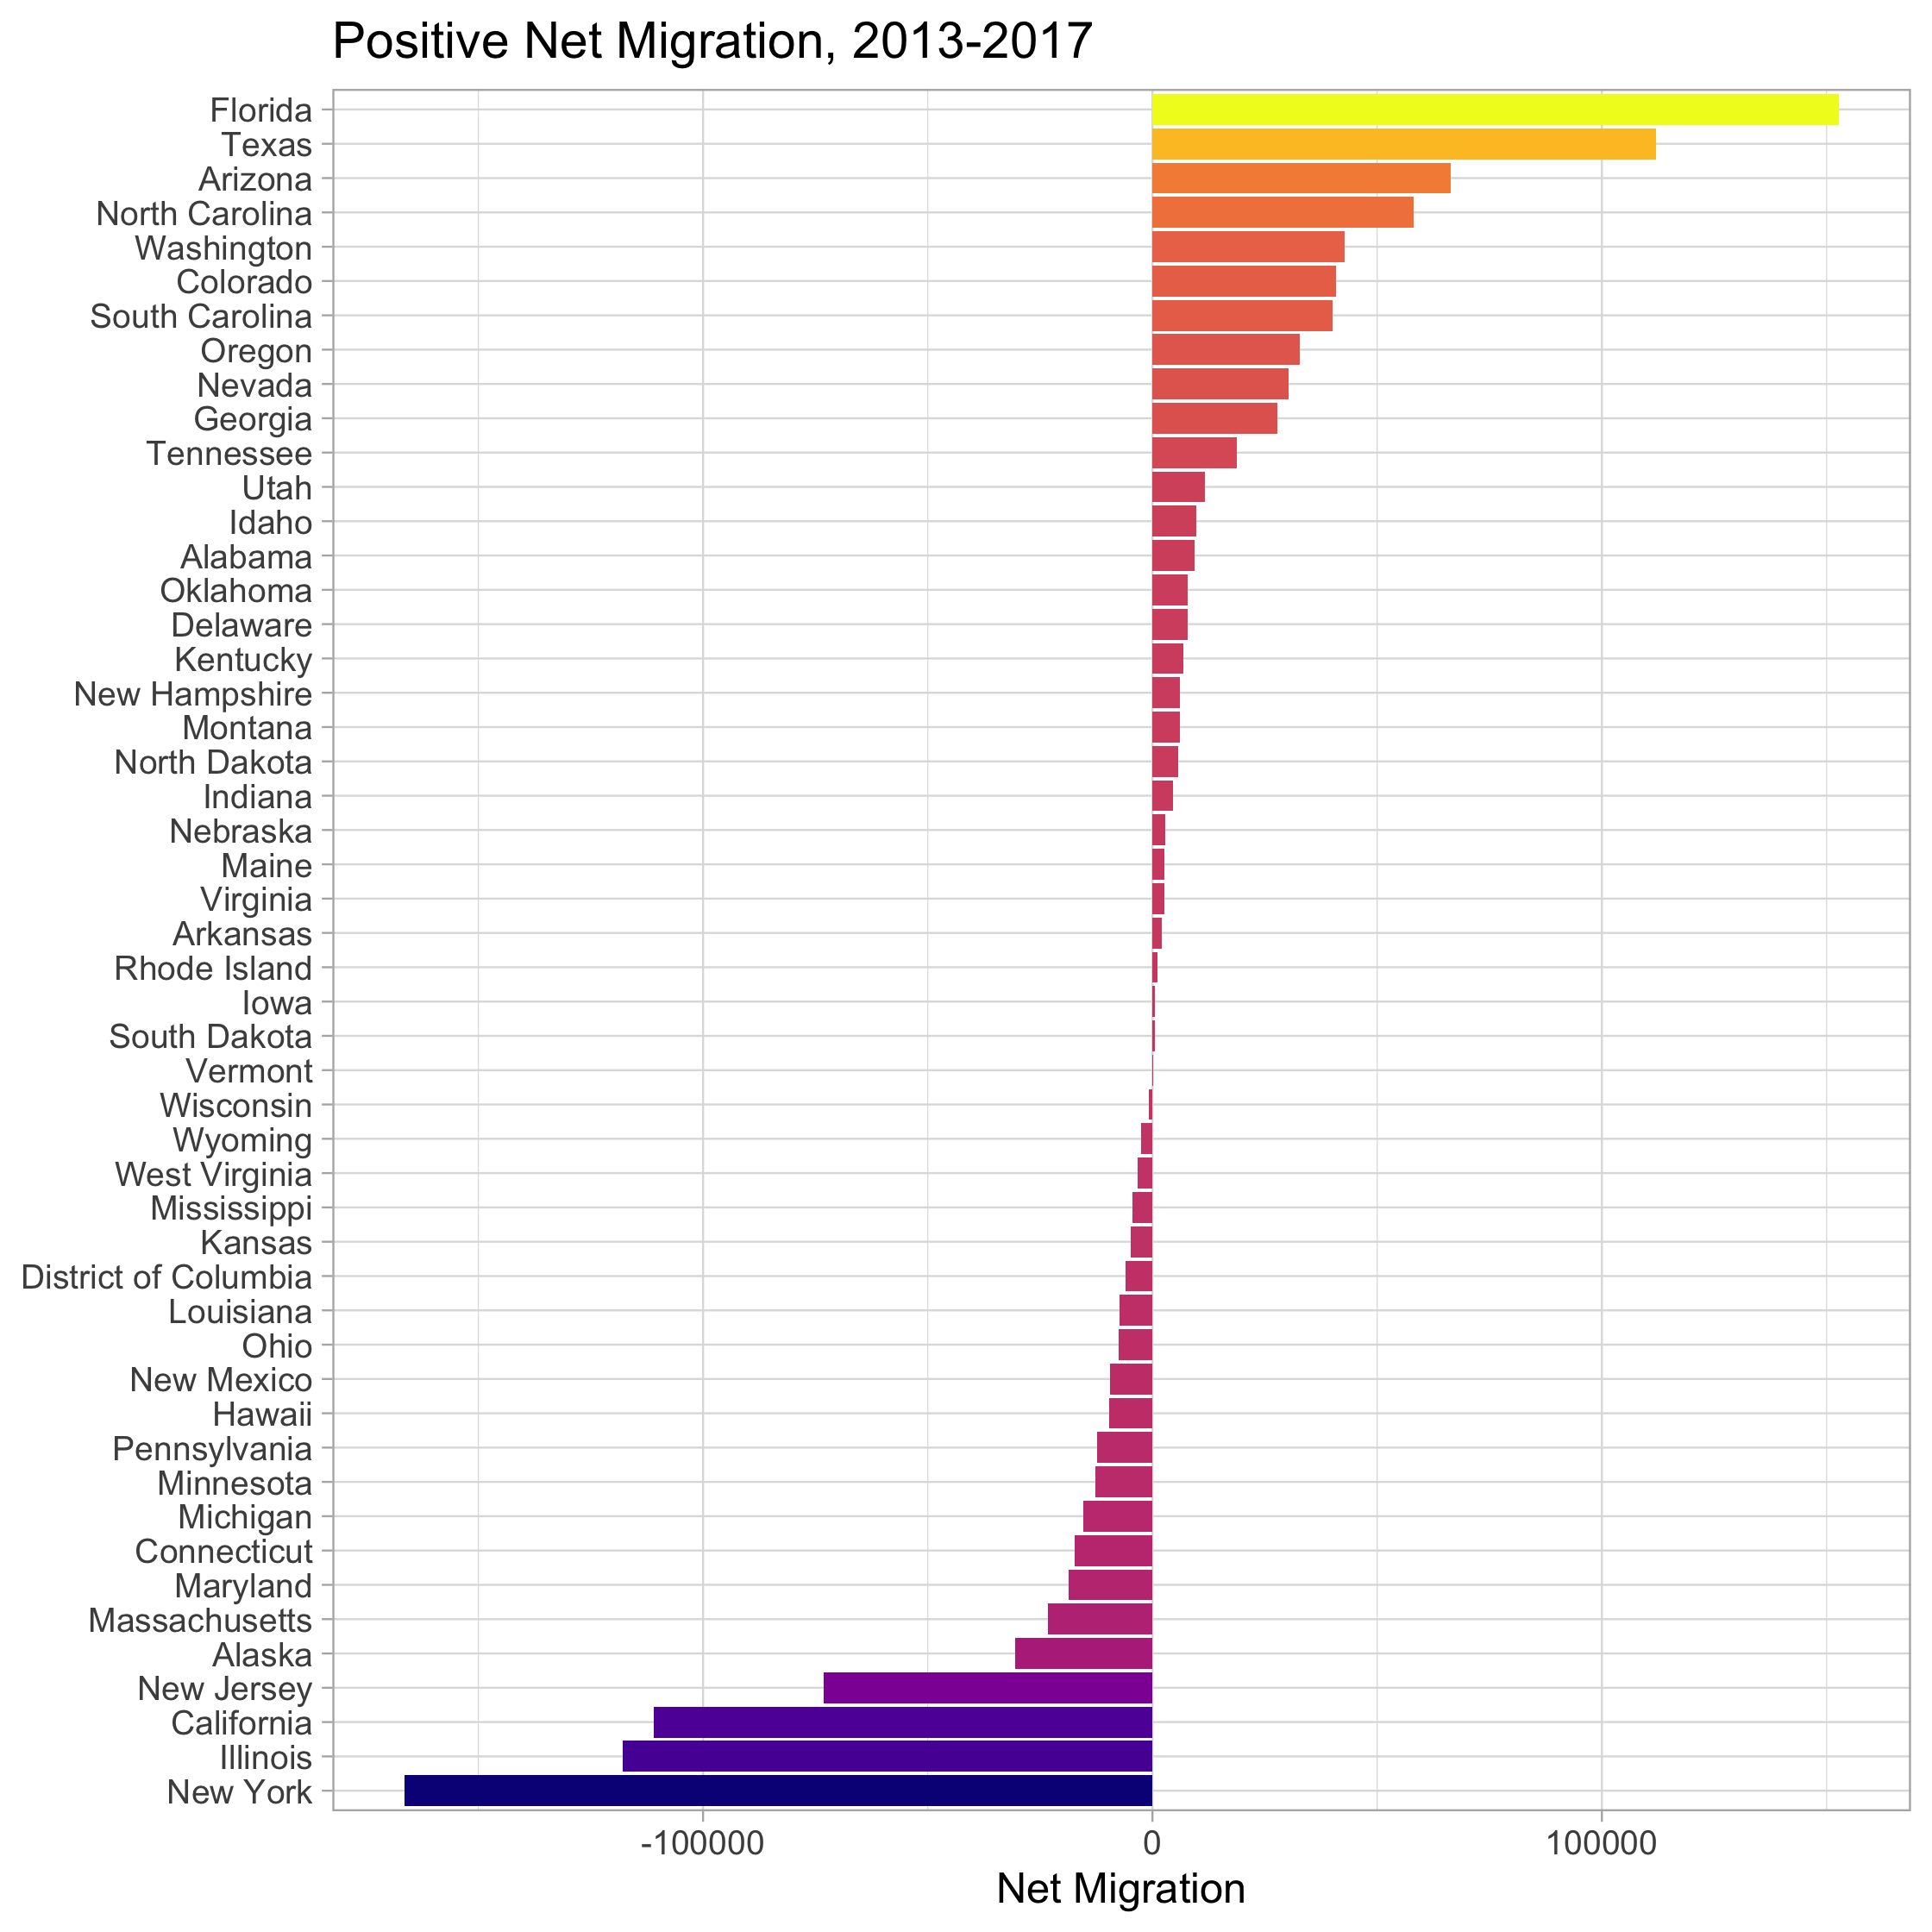 Positive Net Migration, 2013-2017
Florida
Texas
Arizona
North Carolina
Washington
Colorado
South Carolina
Oregon
Nevada
Georgia
Tennessee
Utah
Idaho
Alabama
Oklahoma
Delaware
Kentucky
New Hampshire
Montana
North Dakota
Indiana
Nebraska
Maine
Virginia
Arkansas
Rhode Island
Iowa
South Dakota
Vermont
Wisconsin
Wyoming
West Virginia
Mississippi
Kansas
District of Columbia
Louisiana
Ohio
New Mexico
Hawaii
Pennsylvania
Minnesota
Michigan
Connecticut
Maryland
Massachusetts
Alaska
New Jersey
California
Illinois
New York
-100000 0 100000
Net Migration